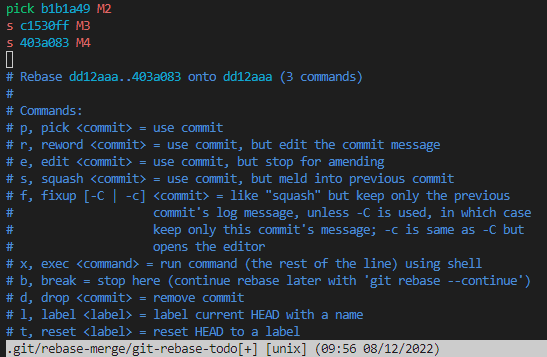 pick b1b1a49 M2
s c1530ff M3
s 403a083 M4
# Rebase dd12aaa..403a083 onto dd12aaa (3 commands)
#
# Commands:
# p, pick <commit> = use commit
# r, reword <commit> = use commit, but edit the commit message
# e, edit <commit> = use commit, but stop for amending
# s, squash <commit> = use commit, but meld into previous commit
# f, fixup [-C | -c] <commit> = like "squash" but keep only the previous
#                    commit's log message, unless -C is used, in which case
#                    keep only this commit's message; -c is same as -C but
#                    opens the editor
# x, exec <command> = run command (the rest of the line) using shell
# b, break = stop here (continue rebase later with 'git rebase --continue')
# d, drop <commit> = remove commit
# l, label <label> = label current HEAD with a name
# t, reset <label> = reset HEAD to a label
.git/rebase-merge/git-rebase-todo[+] [unix] (09:56 08/12/2022)